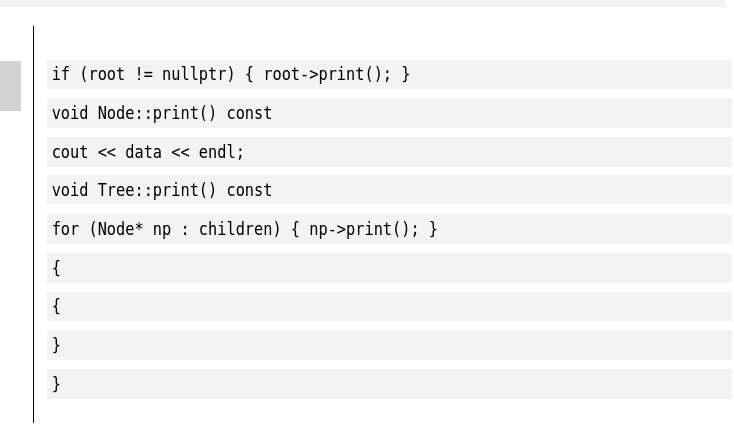 if (root != nullptr) { root->print(); }
void Node::print() const
cout << data << endl;
void Tree::print() const
for (Node* np : children) { np->print(); }
{
{
}
}